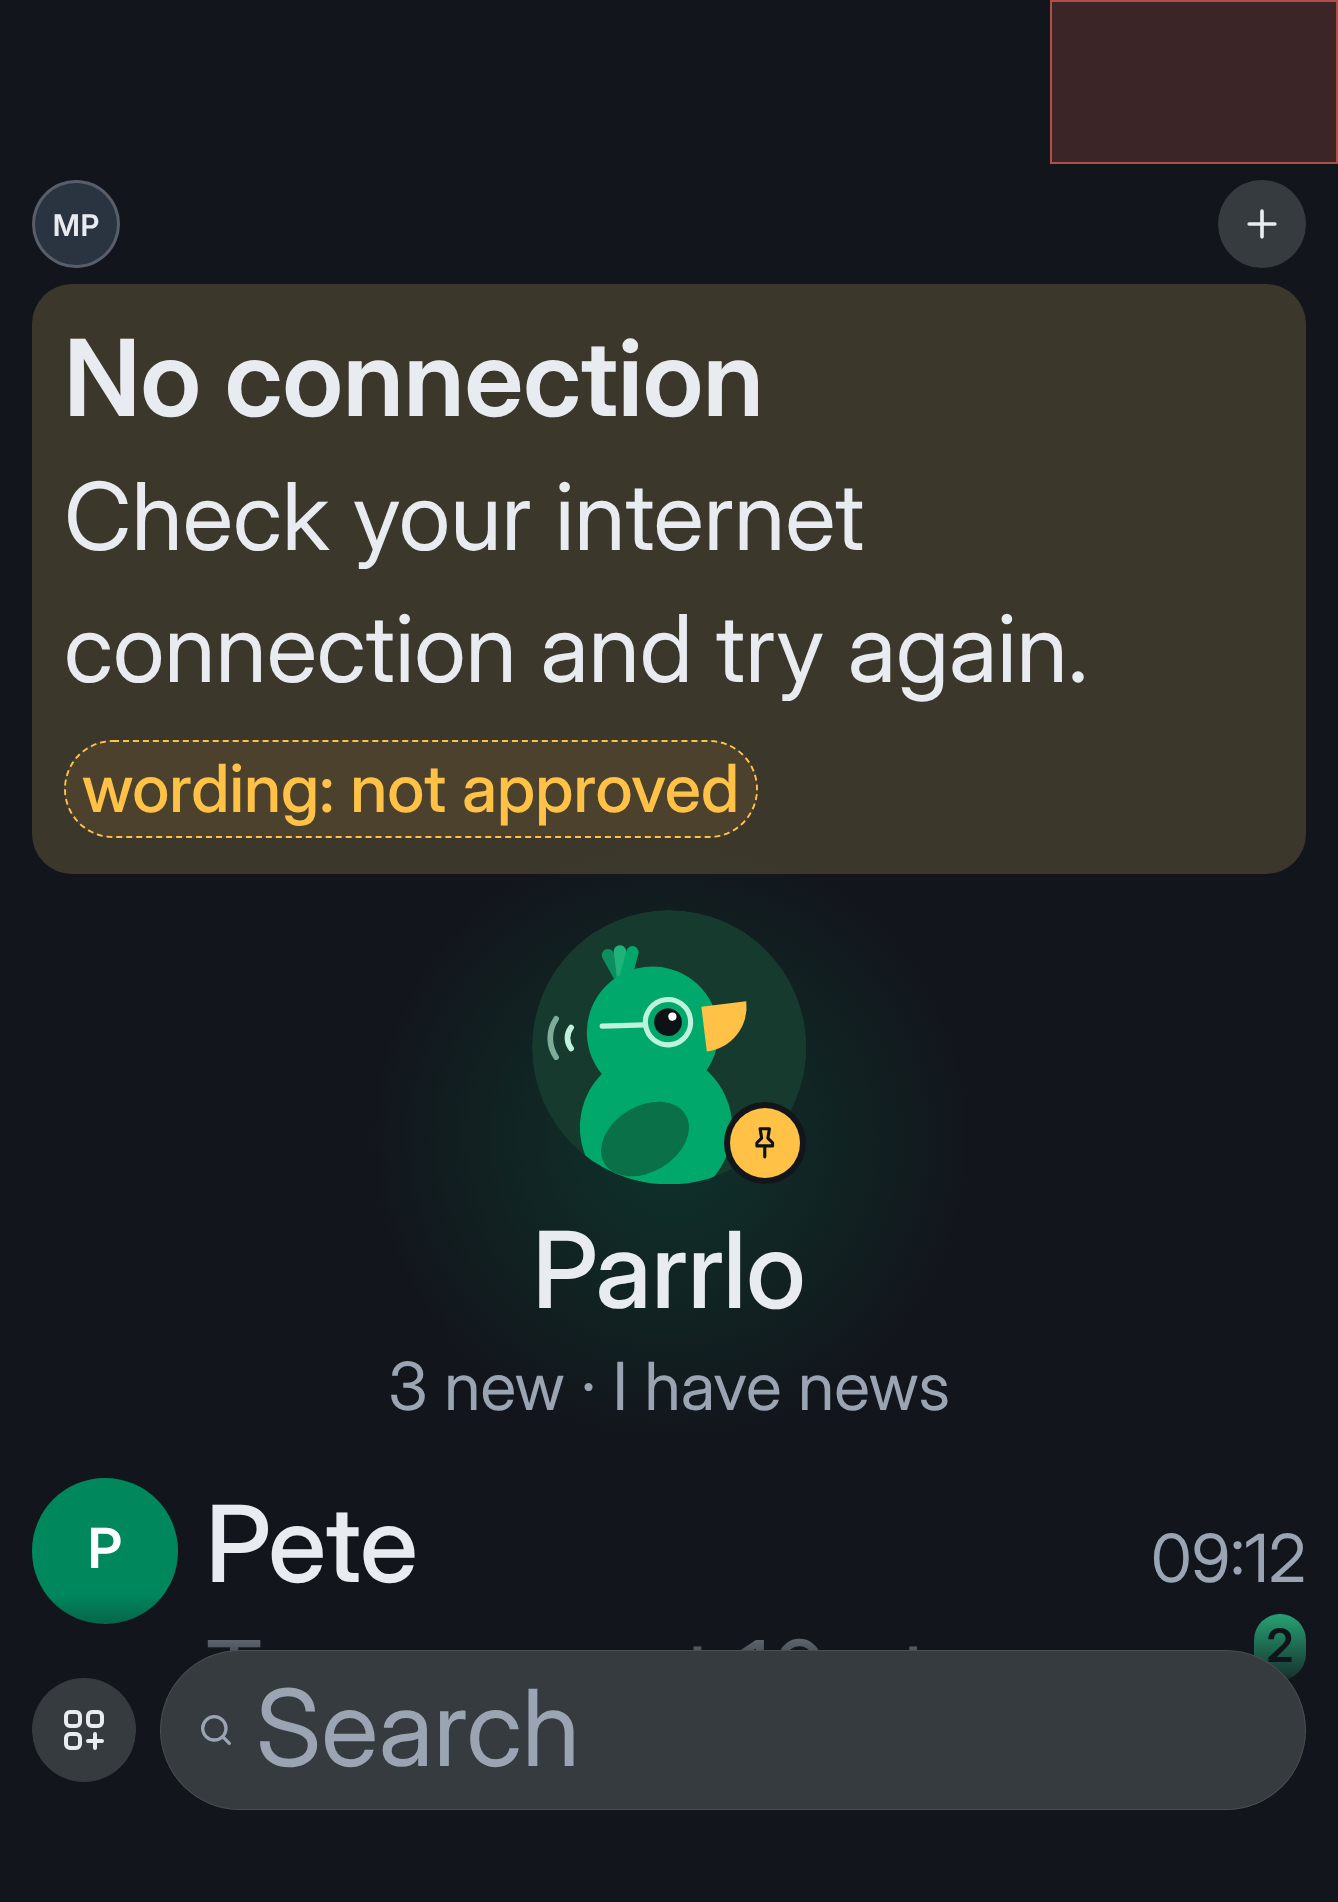 MP
No connection
Check your internet
connection and try again.
wording: not approved
Parrlo
3 new · I have news
P
Pete
09:12
2
Search